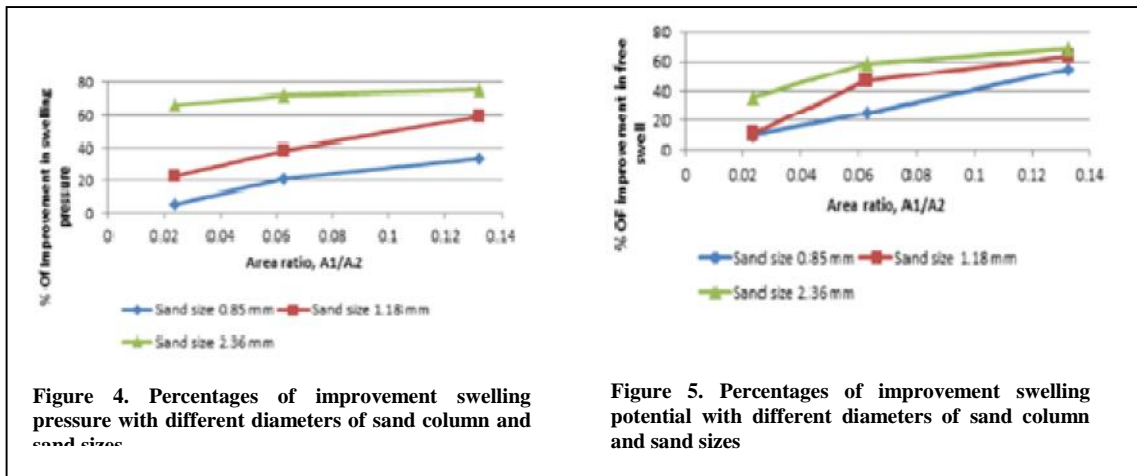 80
60
40
20
0
0
0.02
0.04
0.06
0.08
0.1
0.12
0.14
% Of improvement in swelling
pressure
Area ratio, A1/A2
Sand size 0.85 mm
Sand size 1.18 mm
Sand size 2.36 mm
Figure 4. Percentages of improvement swelling
pressure with different diameters of sand column and
sand sizes
80
60
40
20
0
0
0.02
0.04
0.06
0.08
0.1
0.12
0.14
% OF improvement in free
swell
Area ratio, A1/A2
Sand size 0.85 mm
Sand size 1.18 mm
Sand size 2.36 mm
Figure 5. Percentages of improvement swelling
potential with different diameters of sand column
and sand sizes